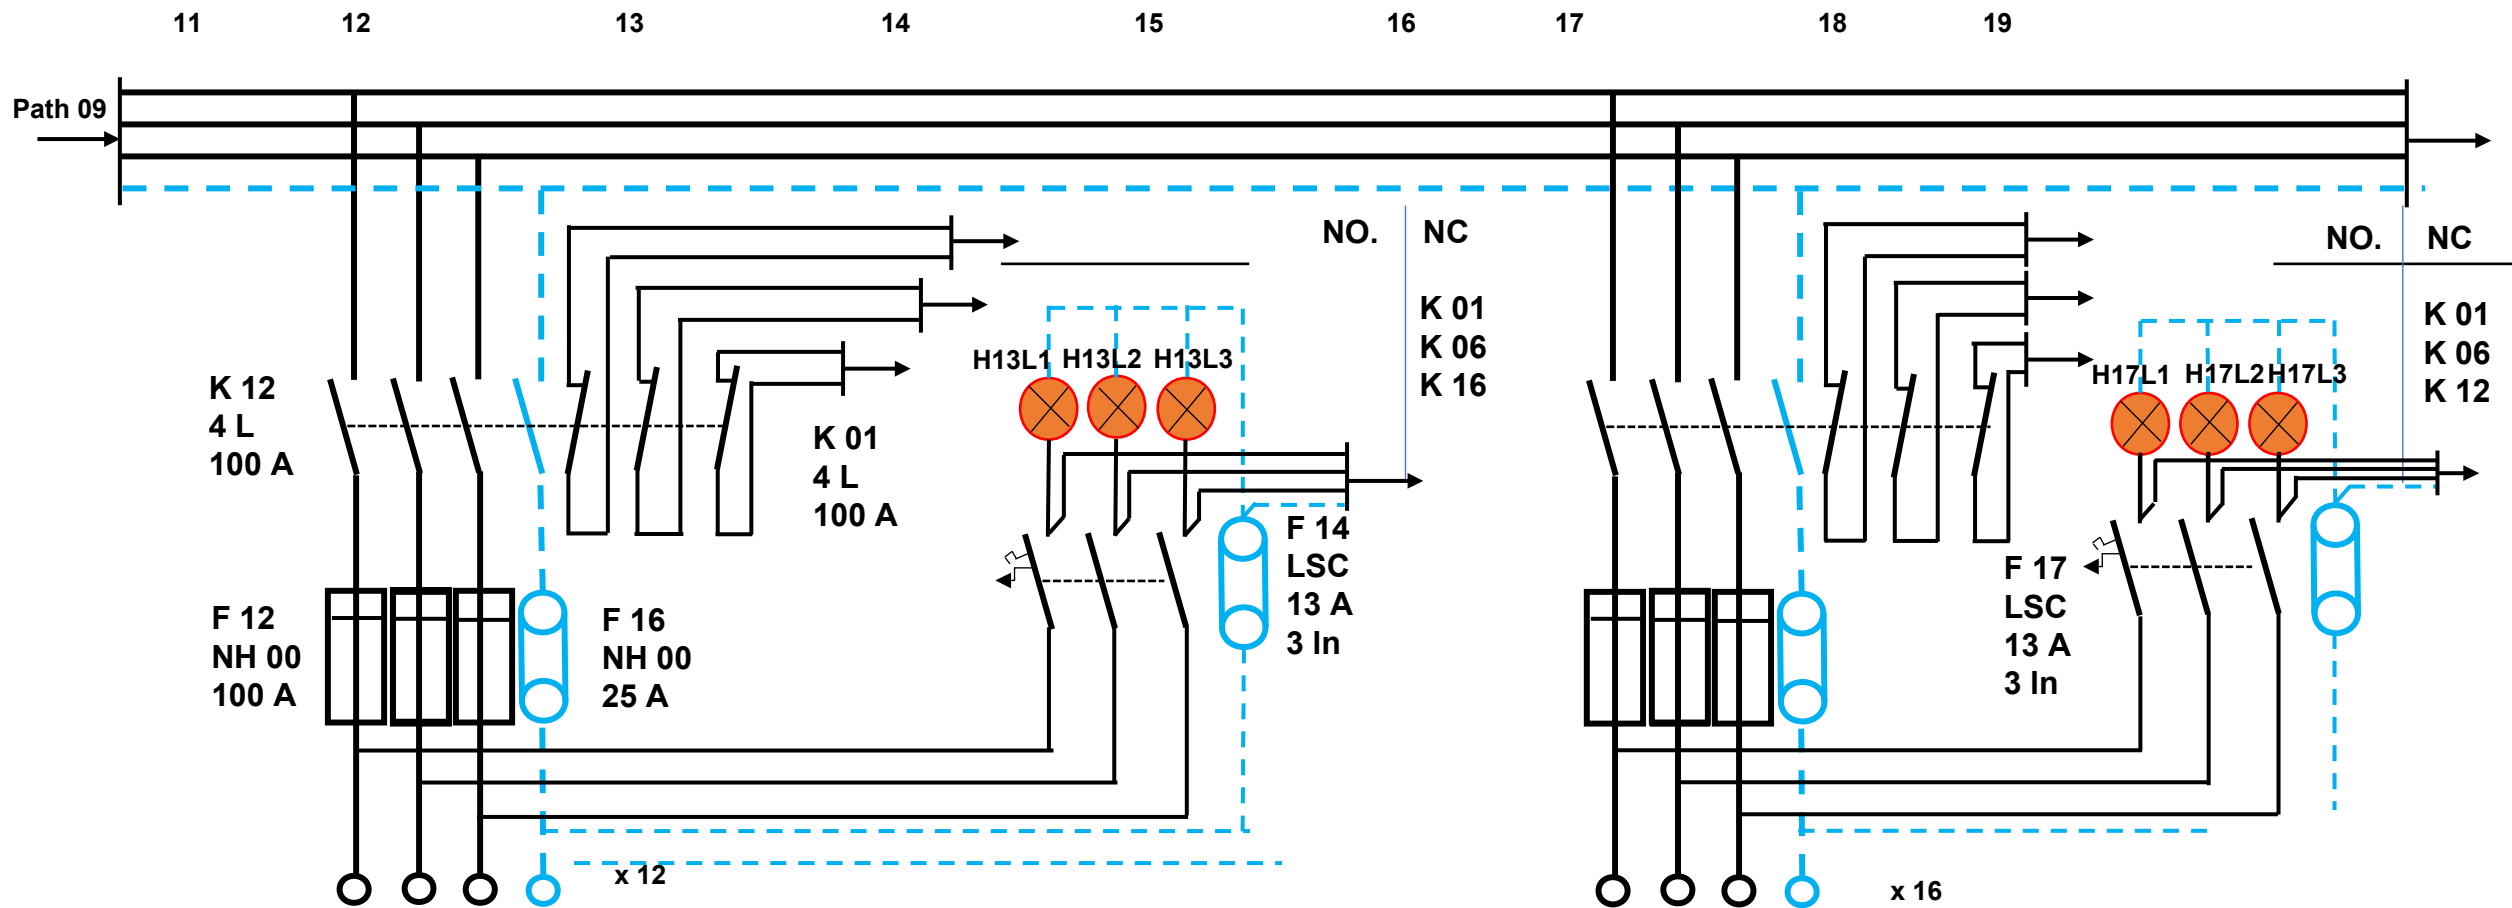 11 12 13 14 15 16 17 18 19
Path 09
NO. NC
NO. NC
K 01
K 06
K 16
K 01
K 06
K 12
H13L1 H13L2 H13L3
H17L1 H17L2 H17L3
K 12
4 L
100 A
K 01
4 L
100 A
F 14
LSC
13 A
3 In
F 17
LSC
13 A
3 In
F 12
NH 00
100 A
F 16
NH 00
25 A
x 12
x 16